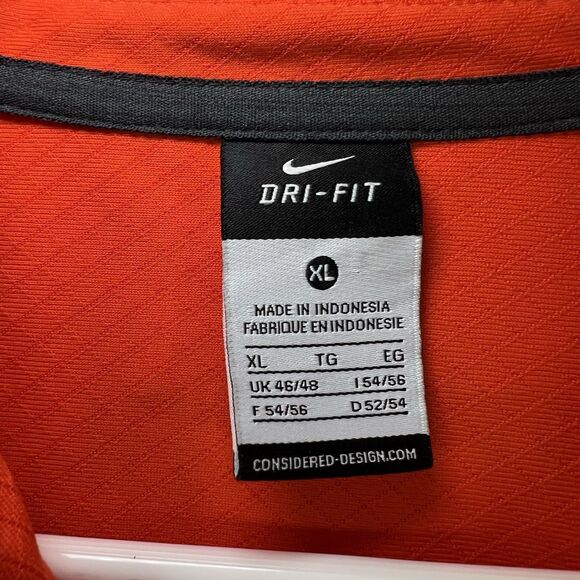 DRI-FIT
XL
MADE IN INDONESIA
FABRIQUE EN INDONESIE
XL TG EG
UK 46/48 I 54/56
F 54/56 D 52/54
CONSIDERED-DESIGN.COM